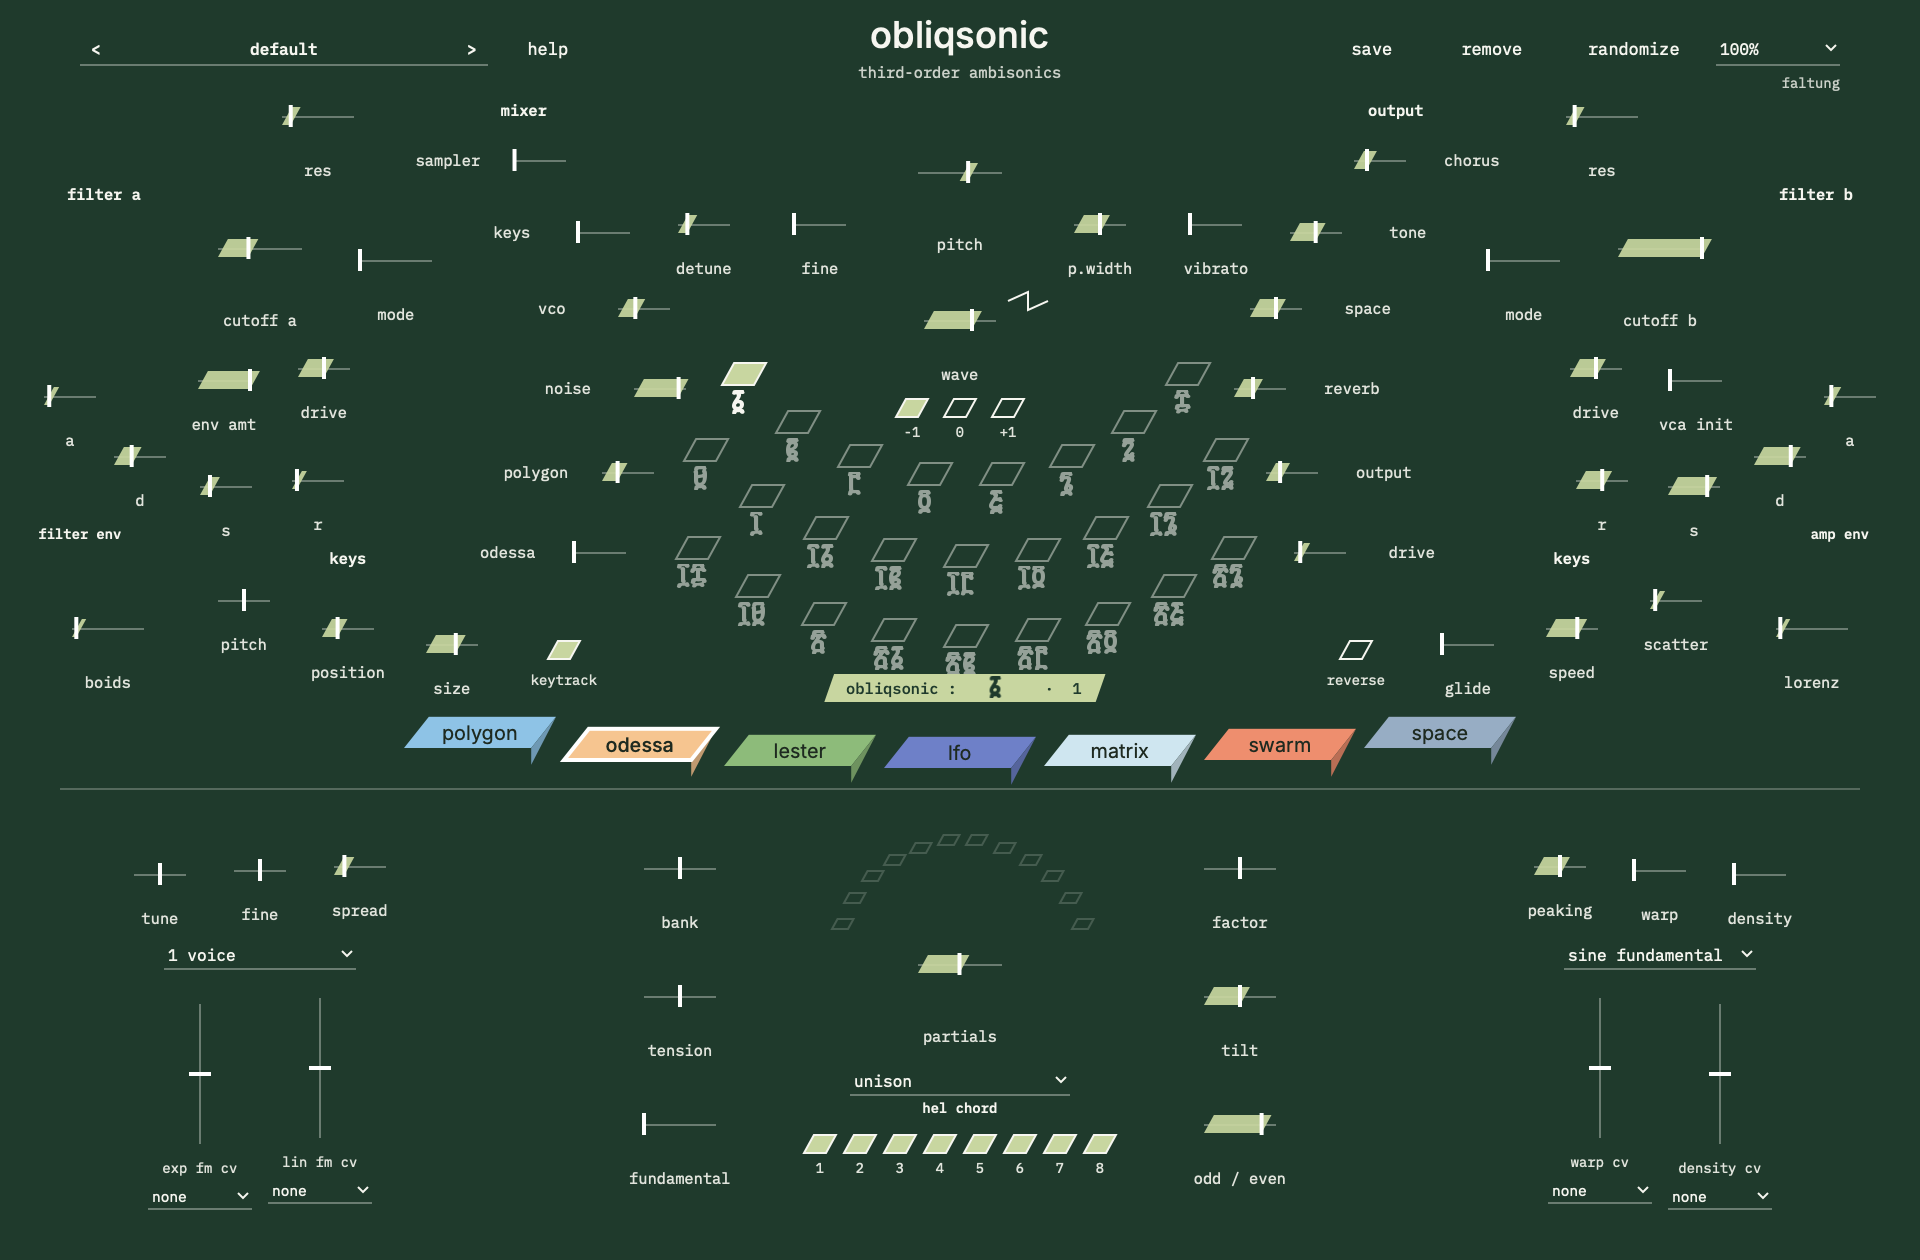 obliqsonic
< default > help save remove randomize 100%
third-order ambisonics
faltung
mixer output
sampler chorus
res res
filter a filter b
keys tone
pitch
detune fine p.width vibrato
vco space
mode mode
cutoff a cutoff b
wave
noise reverb
drive drive
env amt vca init
-1 0 +1
a a
polygon output
d d
r r
s s
filter env amp env
odessa drive
keys keys
pitch scatter
position speed
keytrack reverse
boids lorenz
size glide
obliqsonic : · 1
polygon odessa lester lfo matrix swarm space
tune fine spread bank factor peaking warp density
1 voice sine fundamental
partials
tension tilt
unison
hel chord
exp fm cv lin fm cv 1 2 3 4 5 6 7 8 warp cv density cv
fundamental odd / even
none none none none